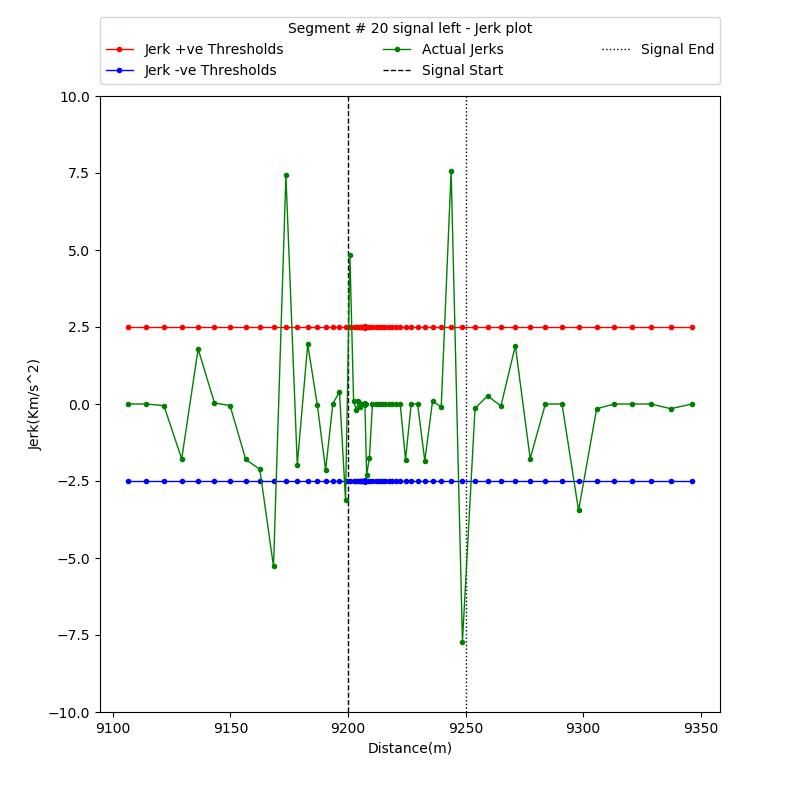 Segment # 20 signal left - Jerk plot
Jerk +ve Thresholds Actual Jerks Signal End
Jerk -ve Thresholds Signal Start
10.0
7.5
5.0
2.5
0.0
−2.5
−5.0
−7.5
−10.0
Jerk(Km/s^2)
9100 9150 9200 9250 9300 9350
Distance(m)